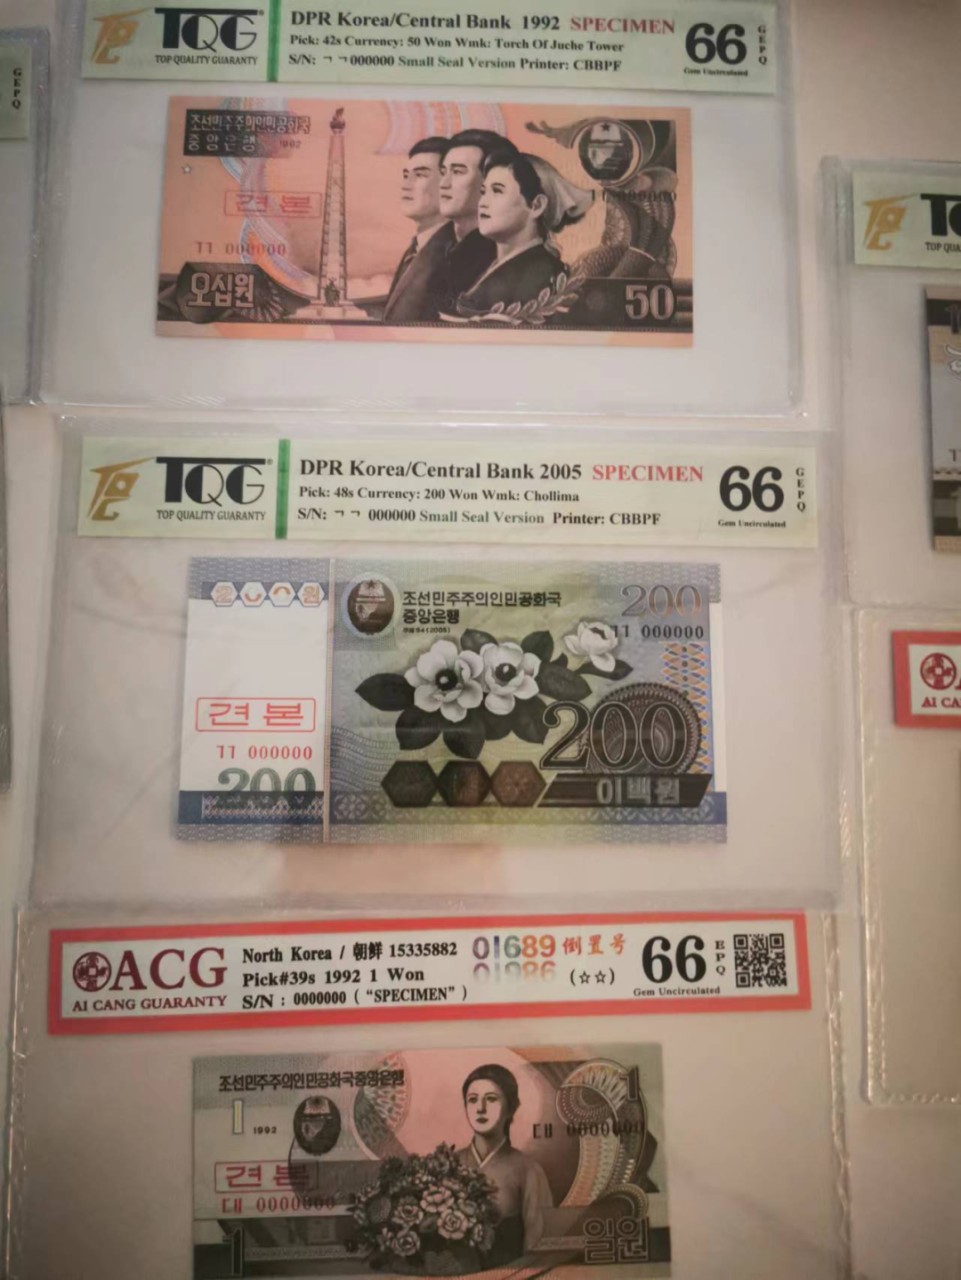 G
E
P
Q
TQG
TOP QUALITY GUARANTY
DPR Korea/Central Bank 1992 SPECIMEN
Pick: 42s Currency: 50 Won Wmk: Torch Of Juche Tower
S/N: ㄱㄱ000000 Small Seal Version Printer: CBBPF
66
Gem Uncirculated
G
E
P
Q
조선민주주의인민공화국
중앙은행 1992
견본
ㄱㄱ 000000
ㄱㄱ 000000
오십원
50
TOP QUA
TQG
TOP QUALITY GUARANTY
DPR Korea/Central Bank 2005 SPECIMEN
Pick: 48s Currency: 200 Won Wmk: Chollima
S/N: ㄱㄱ 000000 Small Seal Version Printer: CBBPF
66
Gem Uncirculated
G
E
P
Q
조선민주주의인민공화국
중앙은행
200
ㄱㄱ 000000
견본
ㄱㄱ 000000
200
200
이백원
AI CA
ACG
AI CANG GUARANTY
North Korea / 朝鲜 15335882
Pick#39s 1992 1 Won
S/N : 0000000 ( “SPECIMEN” )
01689 倒置号
(☆☆)
66
Gem Uncirculated
E
P
Q
조선민주주의인민공화국중앙은행
1
1
1992
ㄷㅐ 0000000
견본
ㄷㅐ 0000000
1
일원